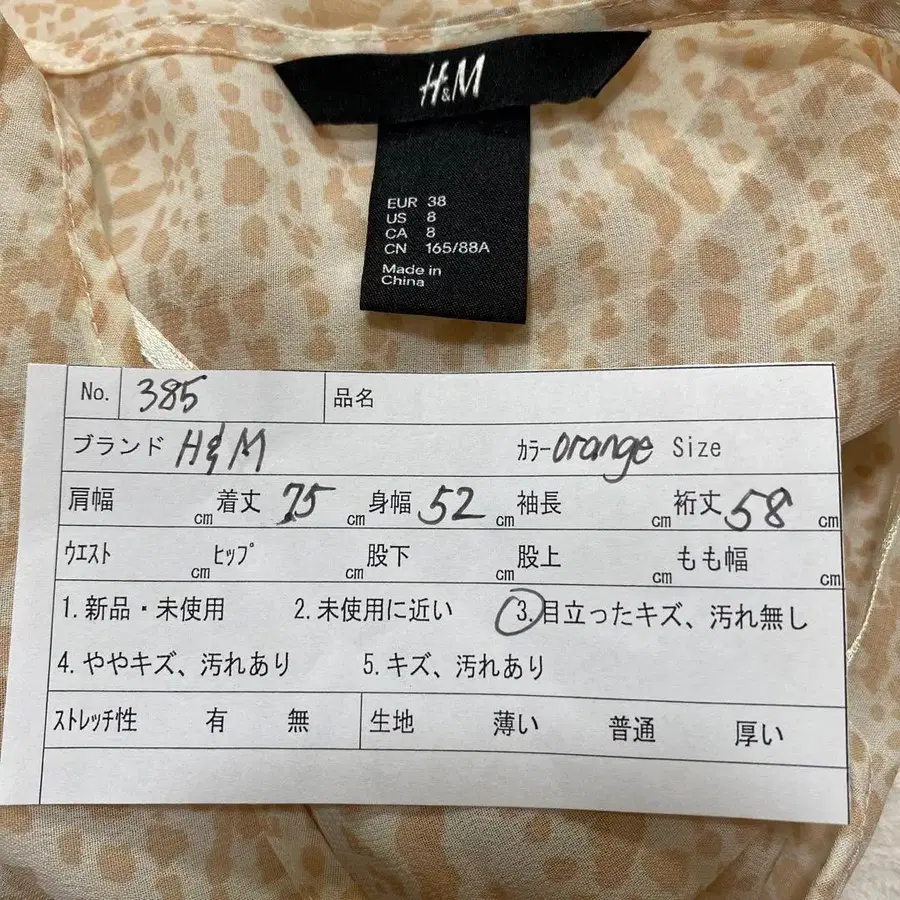 H&M
EUR 38
US 8
CA 8
CN 165/88A
Made in
China
No. 385 品名
ブランド H&M カラー orange Size
肩幅 cm 着丈 75 cm 身幅 52 cm 袖長 cm 裄丈 58 cm
ウエスト cm ヒップ cm 股下 cm 股上 cm もも幅 cm
1. 新品・未使用 2. 未使用に近い 3. 目立ったキズ、汚れ無し
4. ややキズ、汚れあり 5. キズ、汚れあり
ストレッチ性 有 無 生地 薄い 普通 厚い